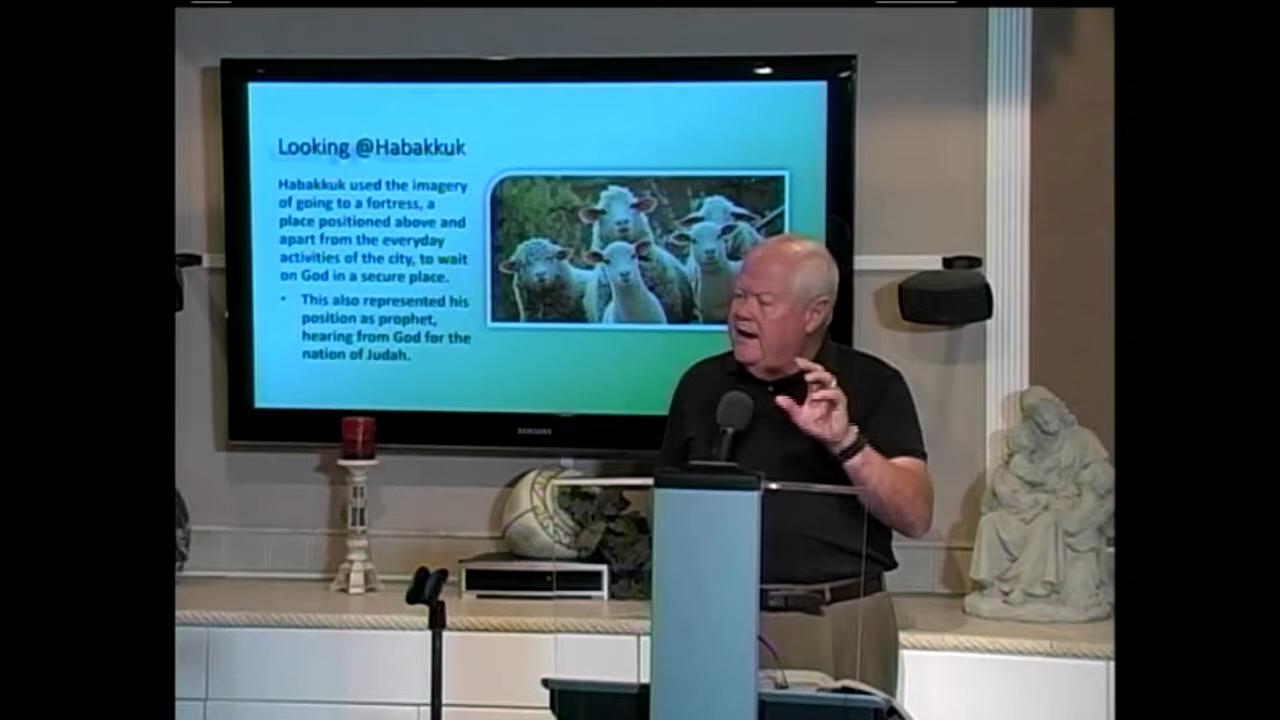 Looking @Habakkuk
Habakkuk used the imagery
of going to a fortress, a
place positioned above and
apart from the everyday
activities of the city, to wait
on God in a secure place.
• This also represented his
position as prophet,
hearing from God for the
nation of Judah.
SAMSUNG